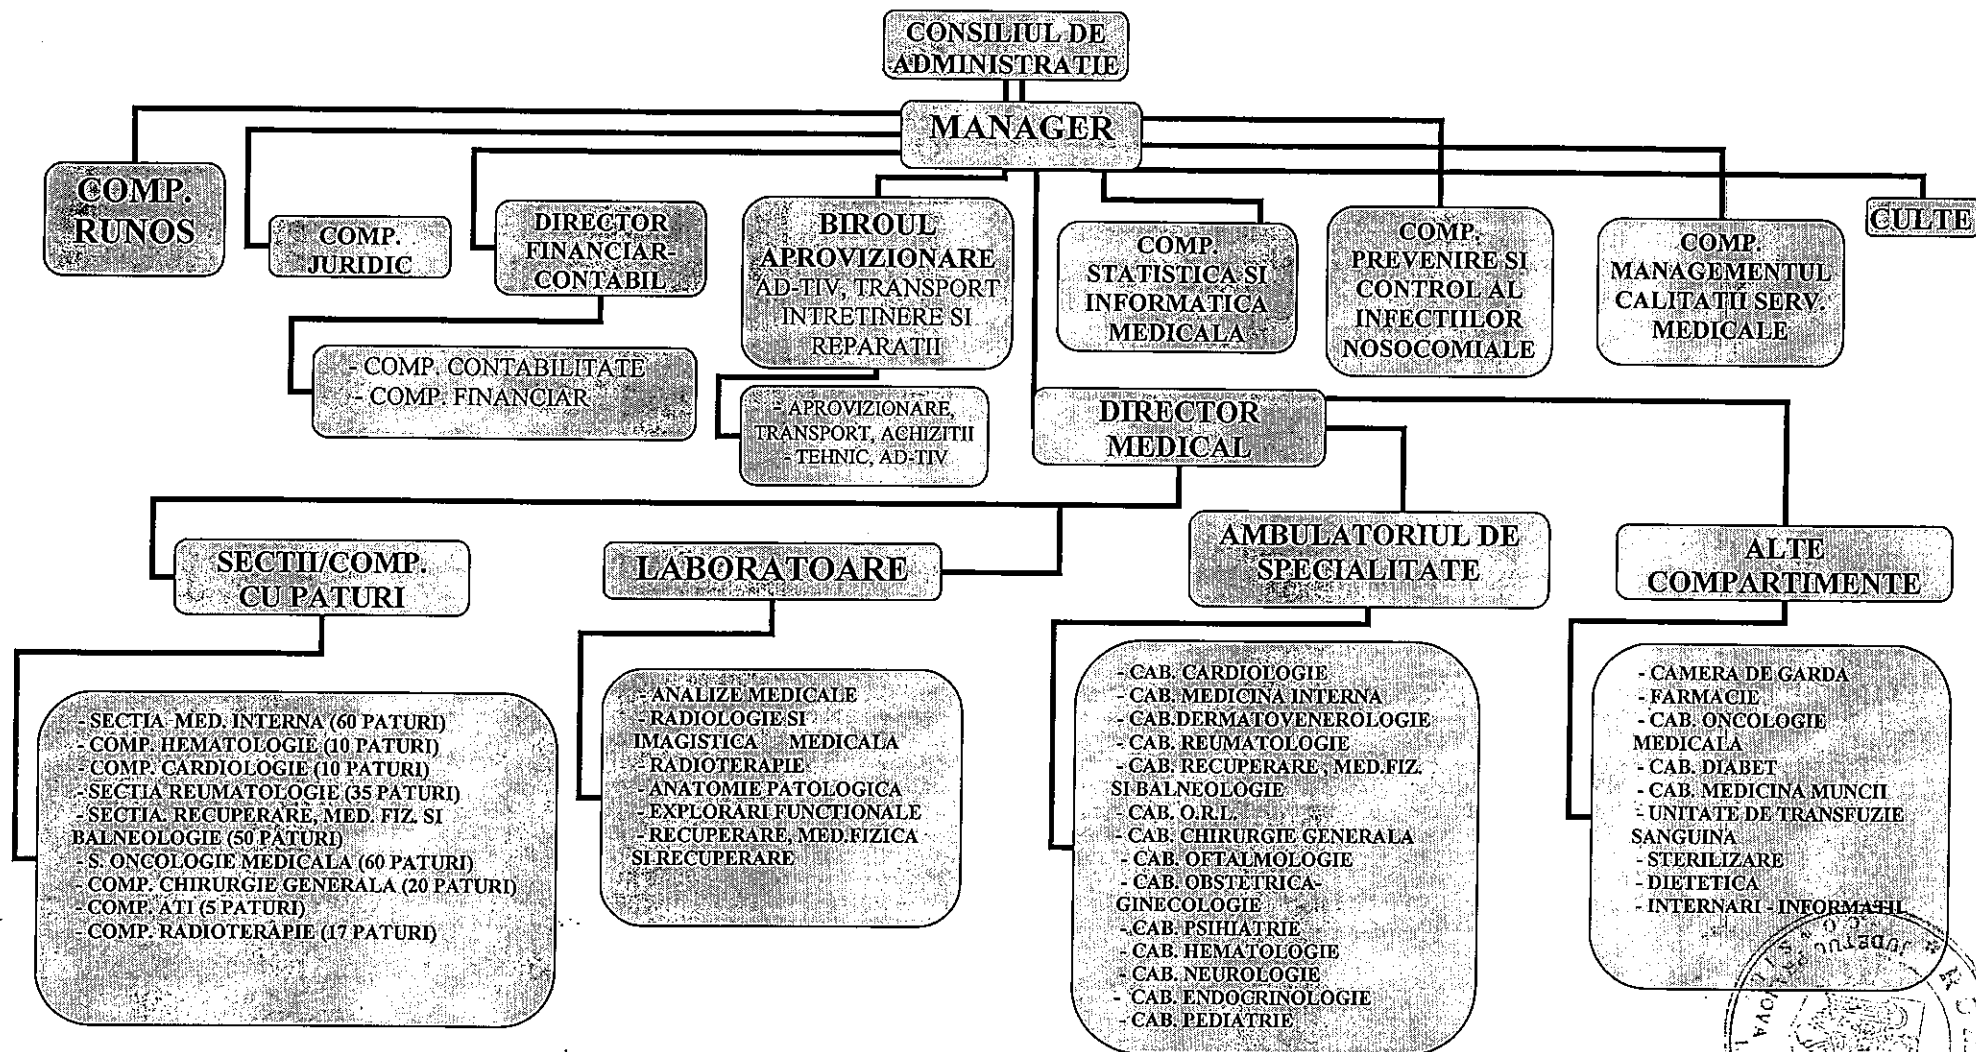 CONSILIUL DE
ADMINISTRATIE
MANAGER
COMP.
RUNOS
COMP.
JURIDIC
DIRECTOR
FINANCIAR-
CONTABIL
BIROUL
APROVIZIONARE
AD-TIV, TRANSPORT
INTRETINERE SI
REPARATII
COMP.
STATISTICA SI
INFORMATICA
MEDICALA
COMP.
PREVENIRE SI
CONTROL AL
INFECTIILOR
NOSOCOMIALE
COMP.
MANAGEMENTUL
CALITATII SERV.
MEDICALE
CULTE
- COMP. CONTABILITATE
- COMP. FINANCIAR
- APROVIZIONARE,
TRANSPORT, ACHIZITII
- TEHNIC, AD-TIV
DIRECTOR
MEDICAL
SECTII/COMP.
CU PATURI
LABORATOARE
AMBULATORIUL DE
SPECIALITATE
ALTE
COMPARTIMENTE
- SECTIA MED. INTERNA (60 PATURI)
- COMP. HEMATOLOGIE (10 PATURI)
- COMP. CARDIOLOGIE (10 PATURI)
- SECTIA REUMATOLOGIE (35 PATURI)
- SECTIA. RECUPERARE, MED. FIZ. SI
BALNEOLOGIE (50 PATURI)
- S. ONCOLOGIE MEDICALA (60 PATURI)
- COMP. CHIRURGIE GENERALA (20 PATURI)
- COMP. ATI (5 PATURI)
- COMP. RADIOTERAPIE (17 PATURI)
- ANALIZE MEDICALE
- RADIOLOGIE SI
IMAGISTICA MEDICALA
- RADIOTERAPIE
- ANATOMIE PATOLOGICA
- EXPLORARI FUNCTIONALE
- RECUPERARE, MED.FIZICA
SI RECUPERARE
- CAB. CARDIOLOGIE
- CAB. MEDICINA INTERNA
- CAB.DERMATOVENEROLOGIE
- CAB. REUMATOLOGIE
- CAB. RECUPERARE , MED.FIZ.
SI BALNEOLOGIE
- CAB. O.R.L.
- CAB. CHIRURGIE GENERALA
- CAB. OFTALMOLOGIE
- CAB. OBSTETRICA-
GINECOLOGIE
- CAB. PSIHIATRIE
- CAB. HEMATOLOGIE
- CAB. NEUROLOGIE
- CAB. ENDOCRINOLOGIE
- CAB. PEDIATRIE
- CAMERA DE GARDA
- FARMACIE
- CAB. ONCOLOGIE
MEDICALA
- CAB. DIABET
- CAB. MEDICINA MUNCII
- UNITATE DE TRANSFUZIE
SANGUINA
- STERILIZARE
- DIETETICA
- INTERNARI - INFORMATII
JUDETUL